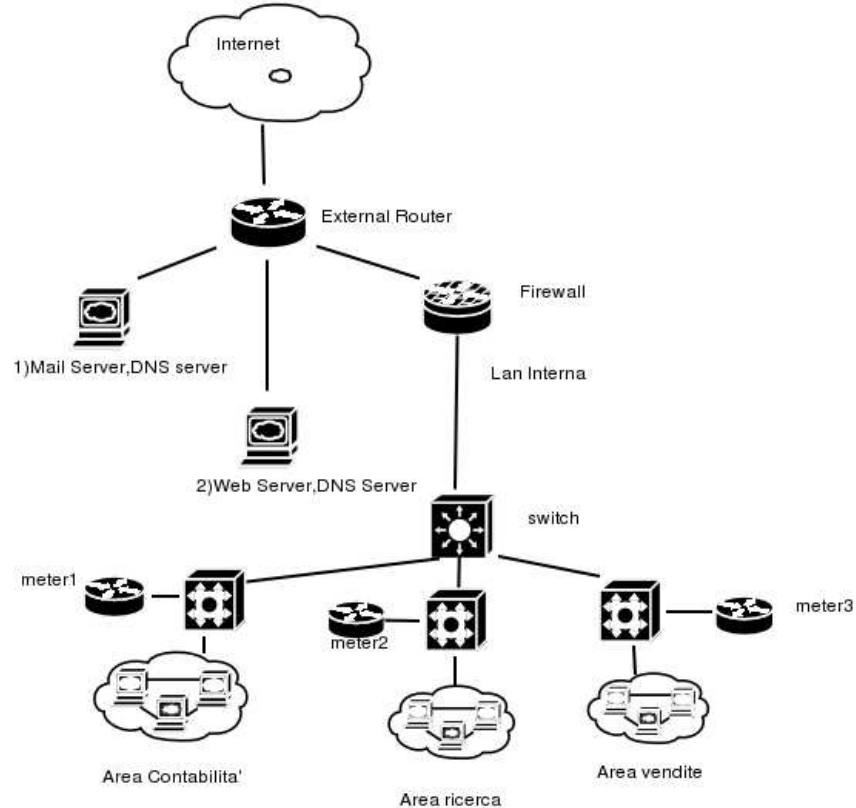 Internet
External Router
Firewall
1)Mail Server,DNS server
Lan Interna
2)Web Server,DNS Server
switch
meter1
meter2
meter3
Area Contabilita'
Area ricerca
Area vendite